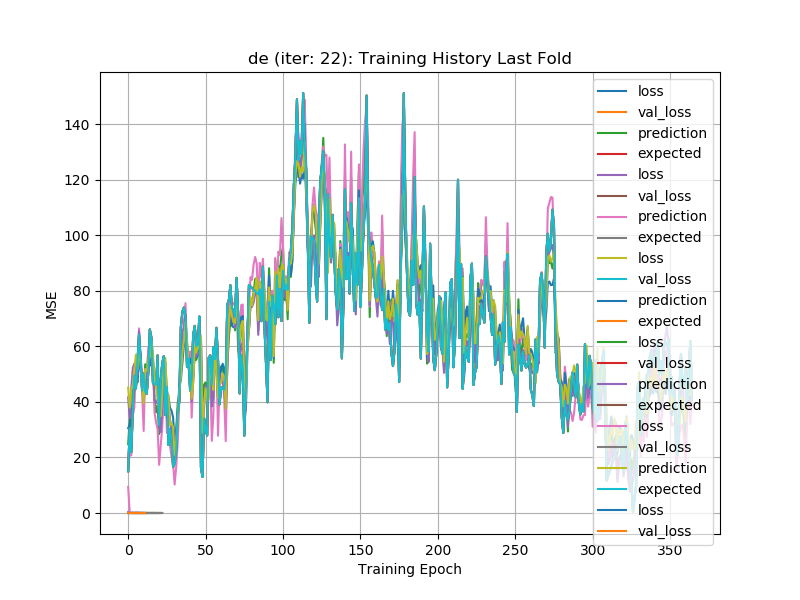 de (iter: 22): Training History Last Fold
MSE
140
120
100
80
60
40
20
0
0
50
100
150
200
250
300
350
Training Epoch
loss
val_loss
prediction
expected
loss
val_loss
prediction
expected
loss
val_loss
prediction
expected
loss
val_loss
prediction
expected
loss
val_loss
prediction
expected
loss
val_loss